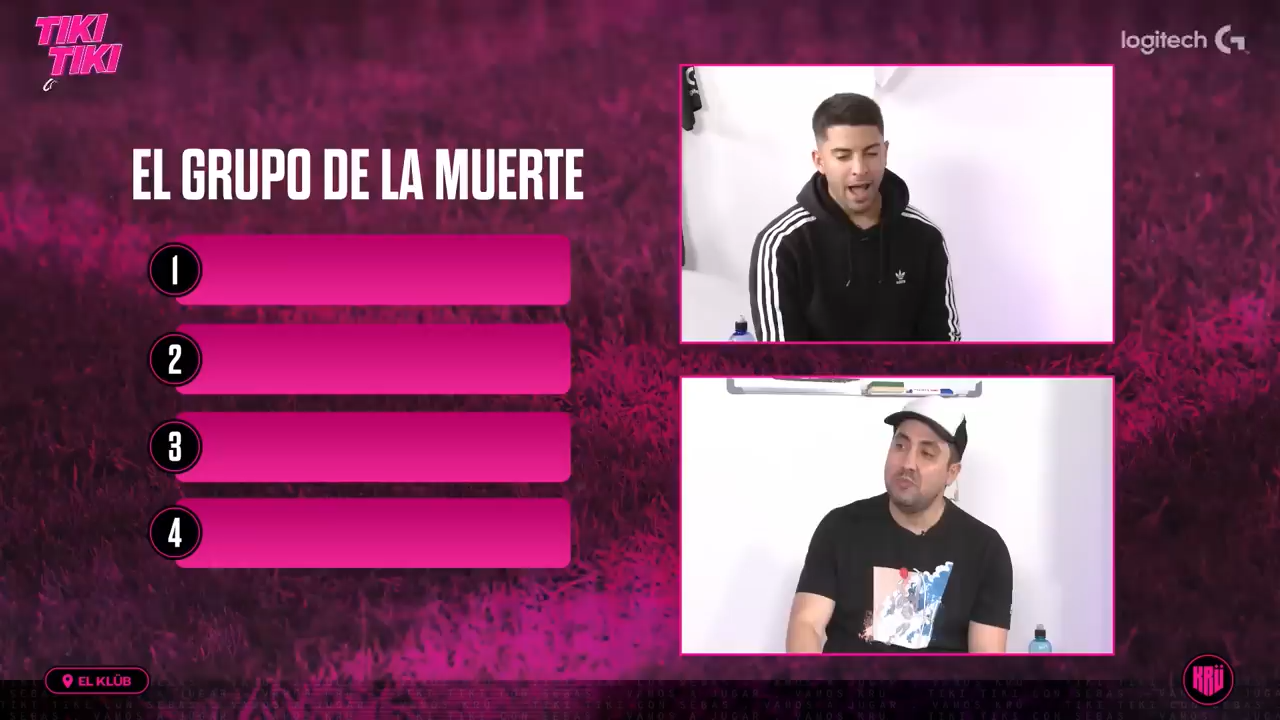 TIKI
TIKI
logitech G
EL GRUPO DE LA MUERTE
1
2
3
4
EL KLÜB
KRÜ